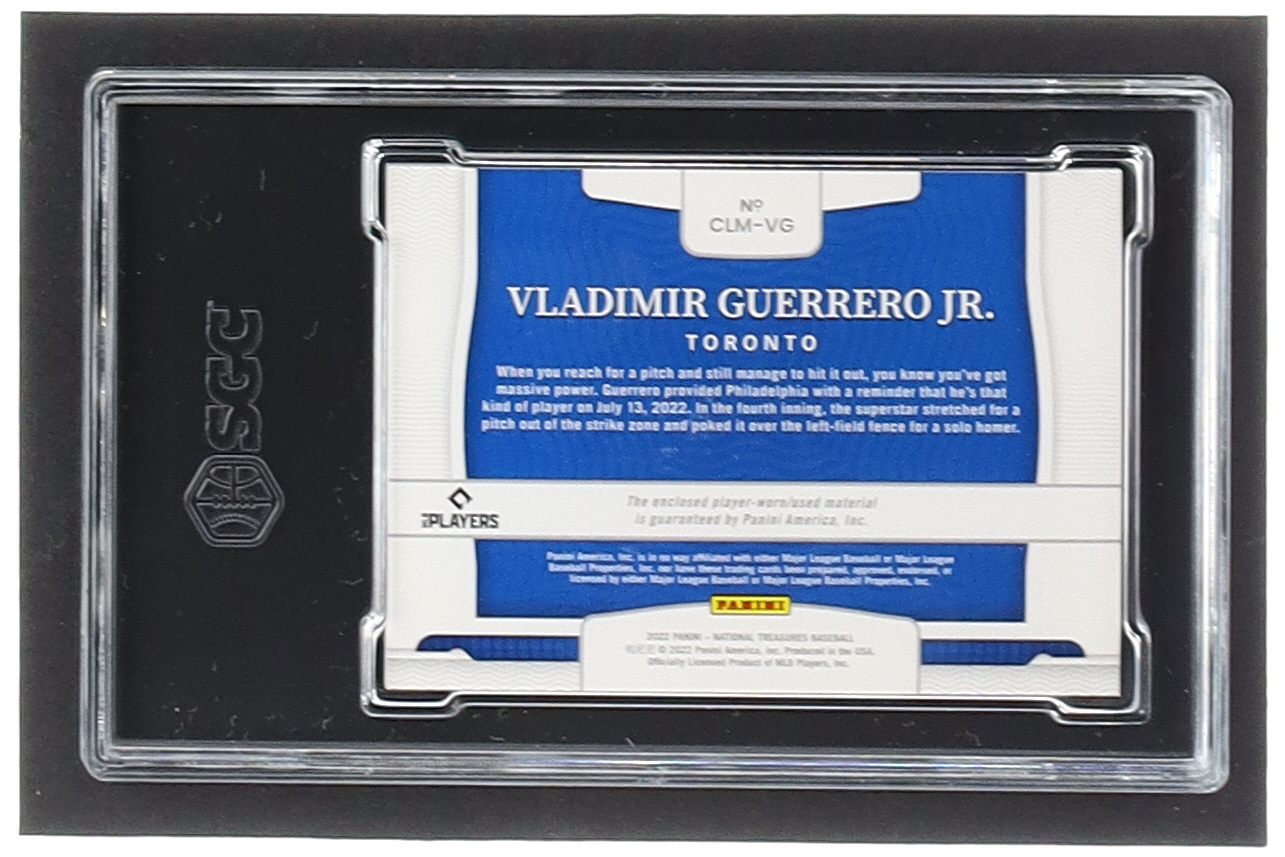 Nº
CLM-VG
VLADIMIR GUERRERO JR.
TORONTO
When you reach for a pitch and still manage to hit it out, you know you've got
massive power. Guerrero provided Philadelphia with a reminder that he's that
kind of player on July 13, 2022. In the fourth inning, the superstar stretched for a
pitch out of the strike zone and poked it over the left-field fence for a solo homer.
PLAYERS
The enclosed player-worn/used material
is guaranteed by Panini America, Inc.
Panini America, Inc. is in no way affiliated with either Major League Baseball or Major League
Baseball Properties, Inc. nor have these trading cards been prepared, approved, endorsed, or
licensed by either Major League Baseball or Major League Baseball Properties, Inc.
PANINI
2022 PANINI - NATIONAL TREASURES BASEBALL
© 2022 Panini America, Inc. Produced in the USA.
Officially Licensed Product of MLB Players, Inc.
SGC